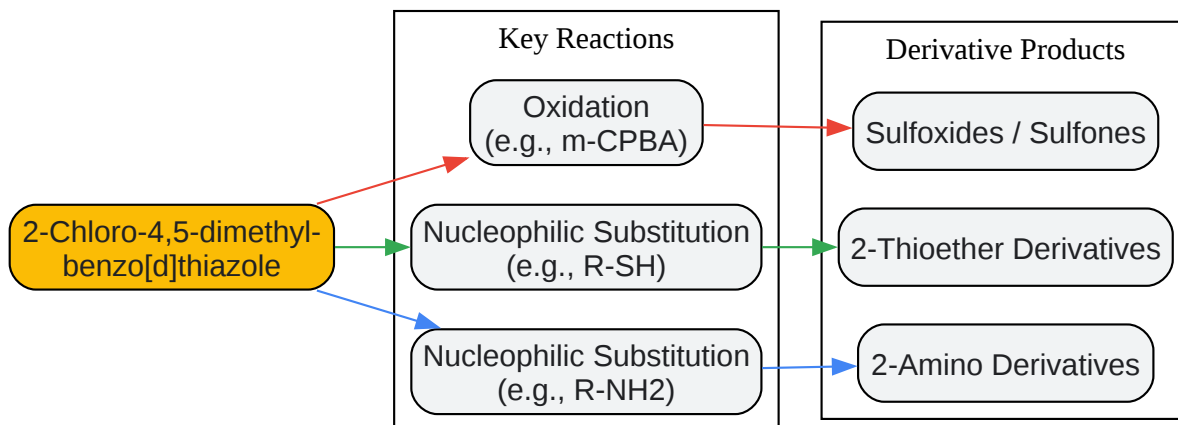 Key Reactions
Derivative Products
Oxidation
(e.g., m-CPBA)
Sulfoxides / Sulfones
2-Chloro-4,5-dimethyl-
benzo[d]thiazole
Nucleophilic Substitution
(e.g., R-SH)
2-Thioether Derivatives
Nucleophilic Substitution
(e.g., R-NH2)
2-Amino Derivatives